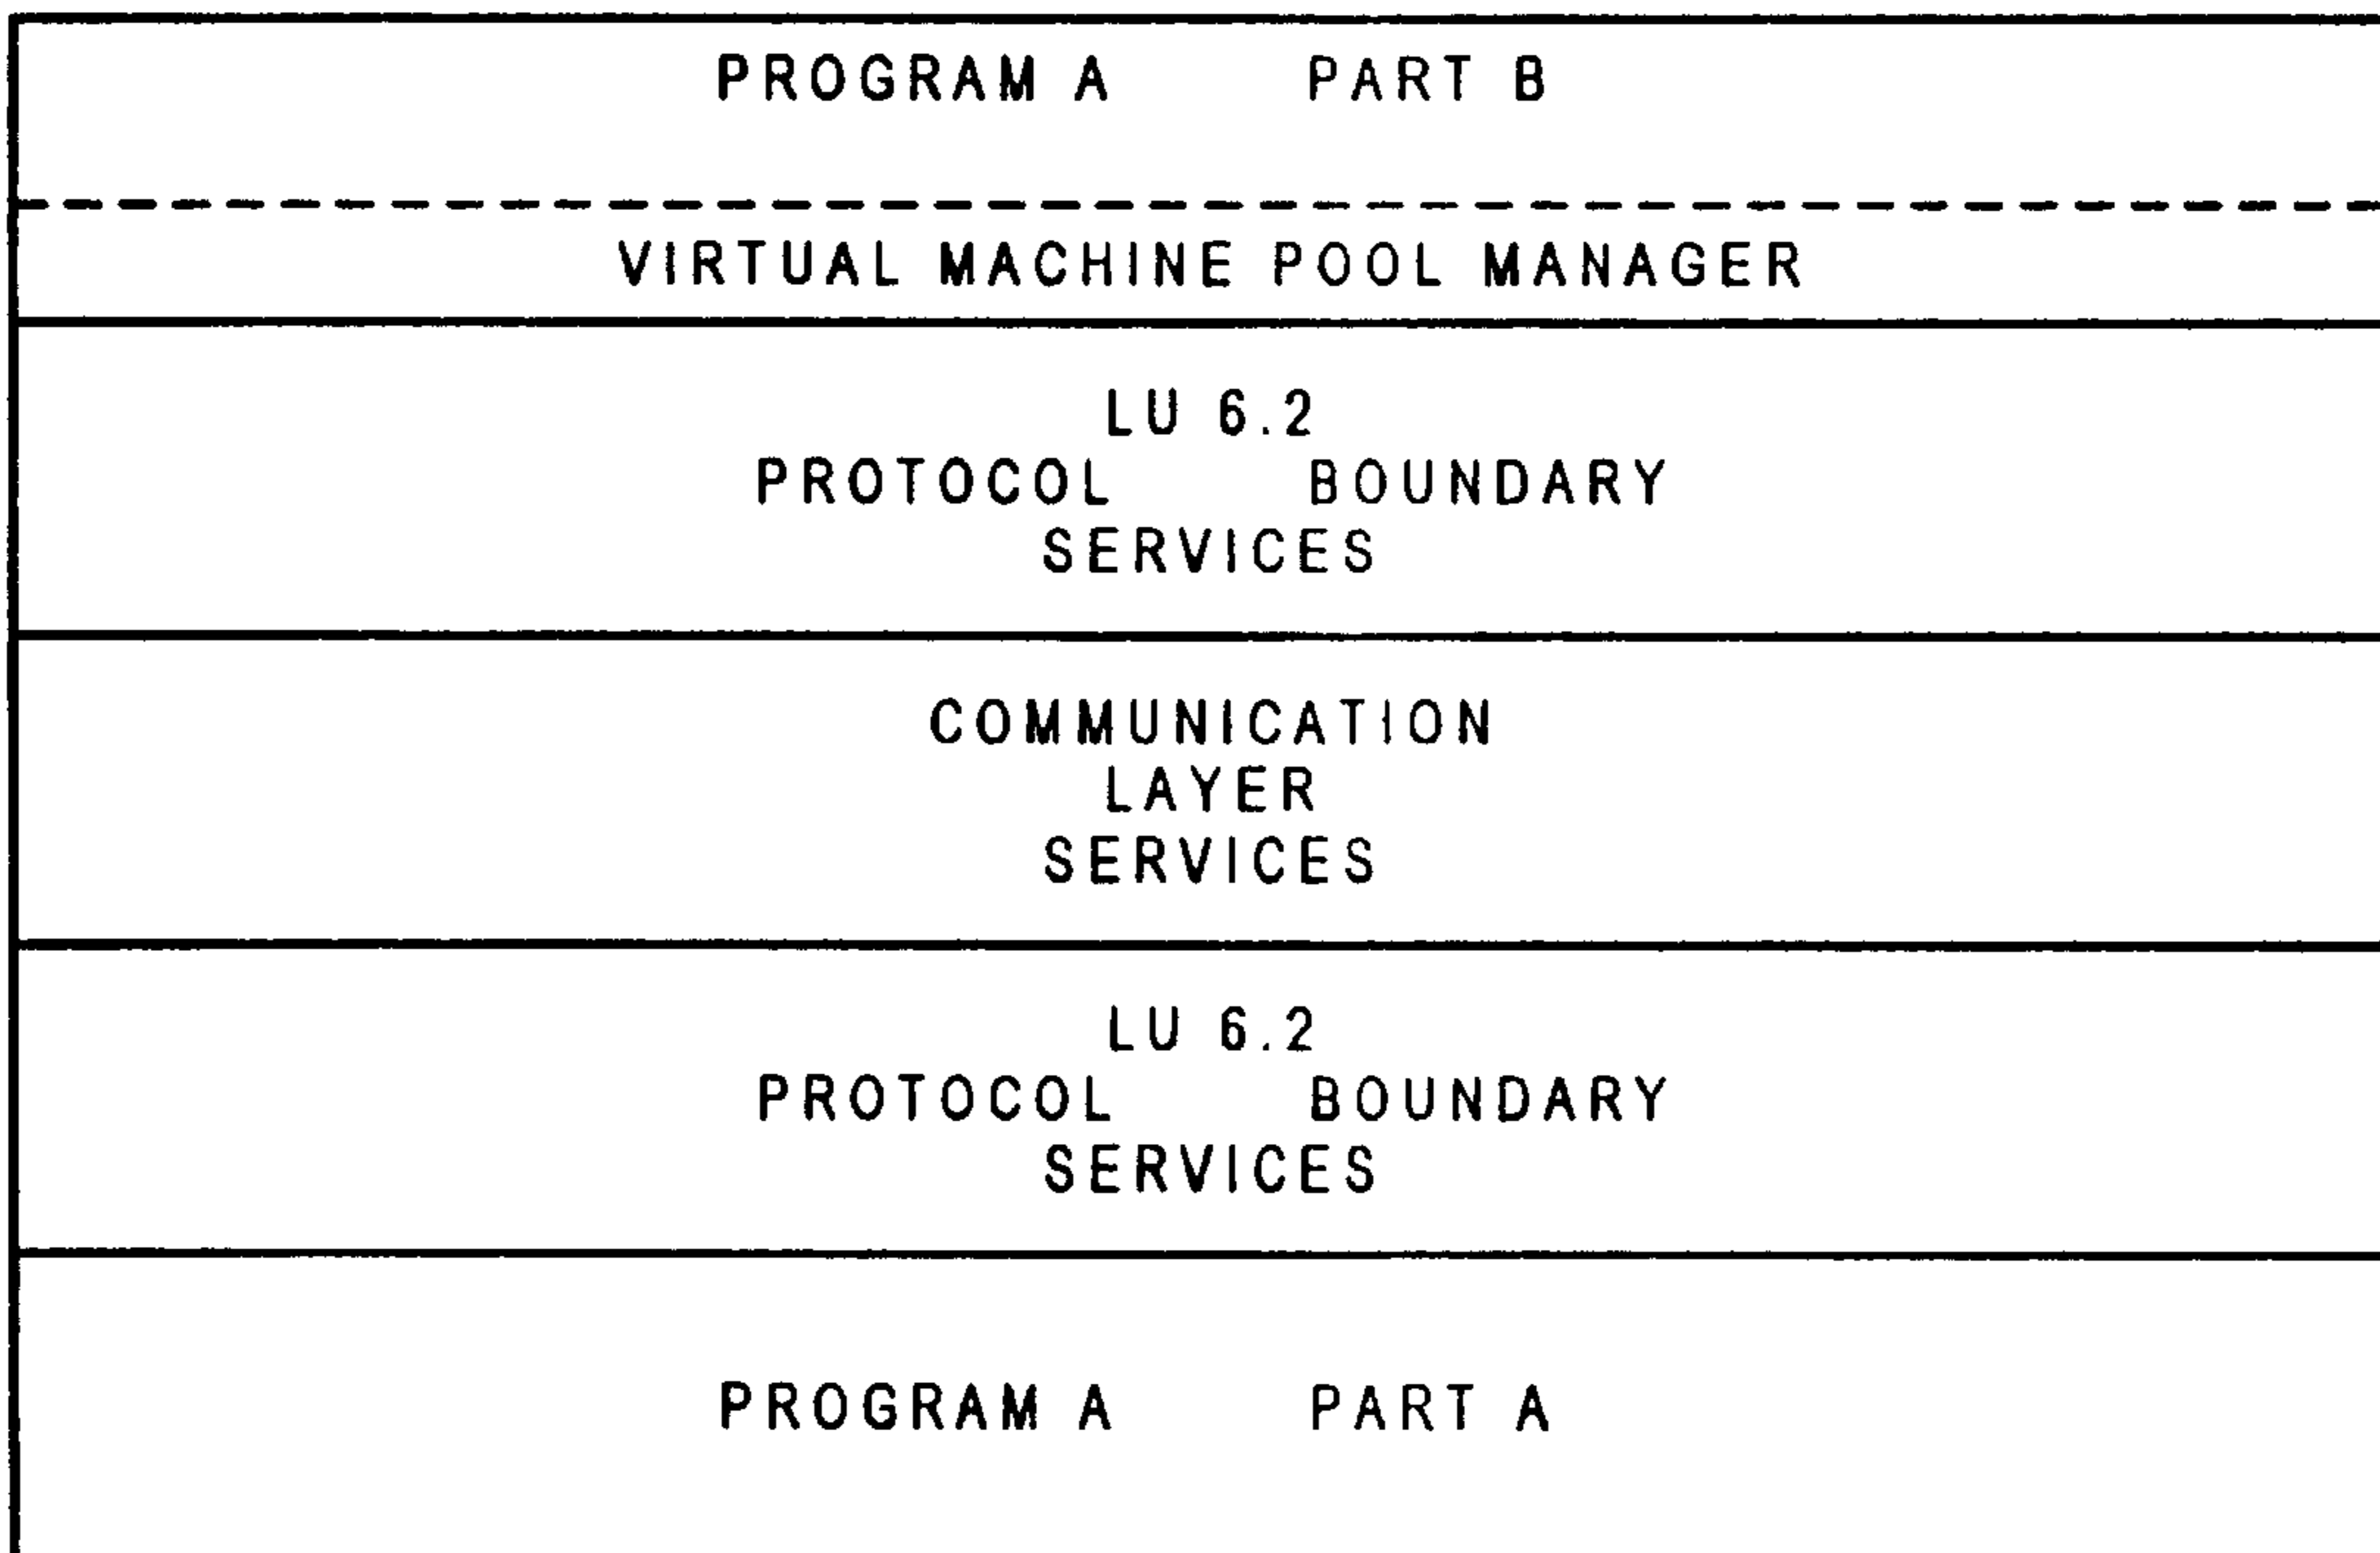 PROGRAM A PART B
VIRTUAL MACHINE POOL MANAGER
LU 6.2
PROTOCOL BOUNDARY
SERVICES
COMMUNICATION
LAYER
SERVICES
LU 6.2
PROTOCOL BOUNDARY
SERVICES
PROGRAM A PART A